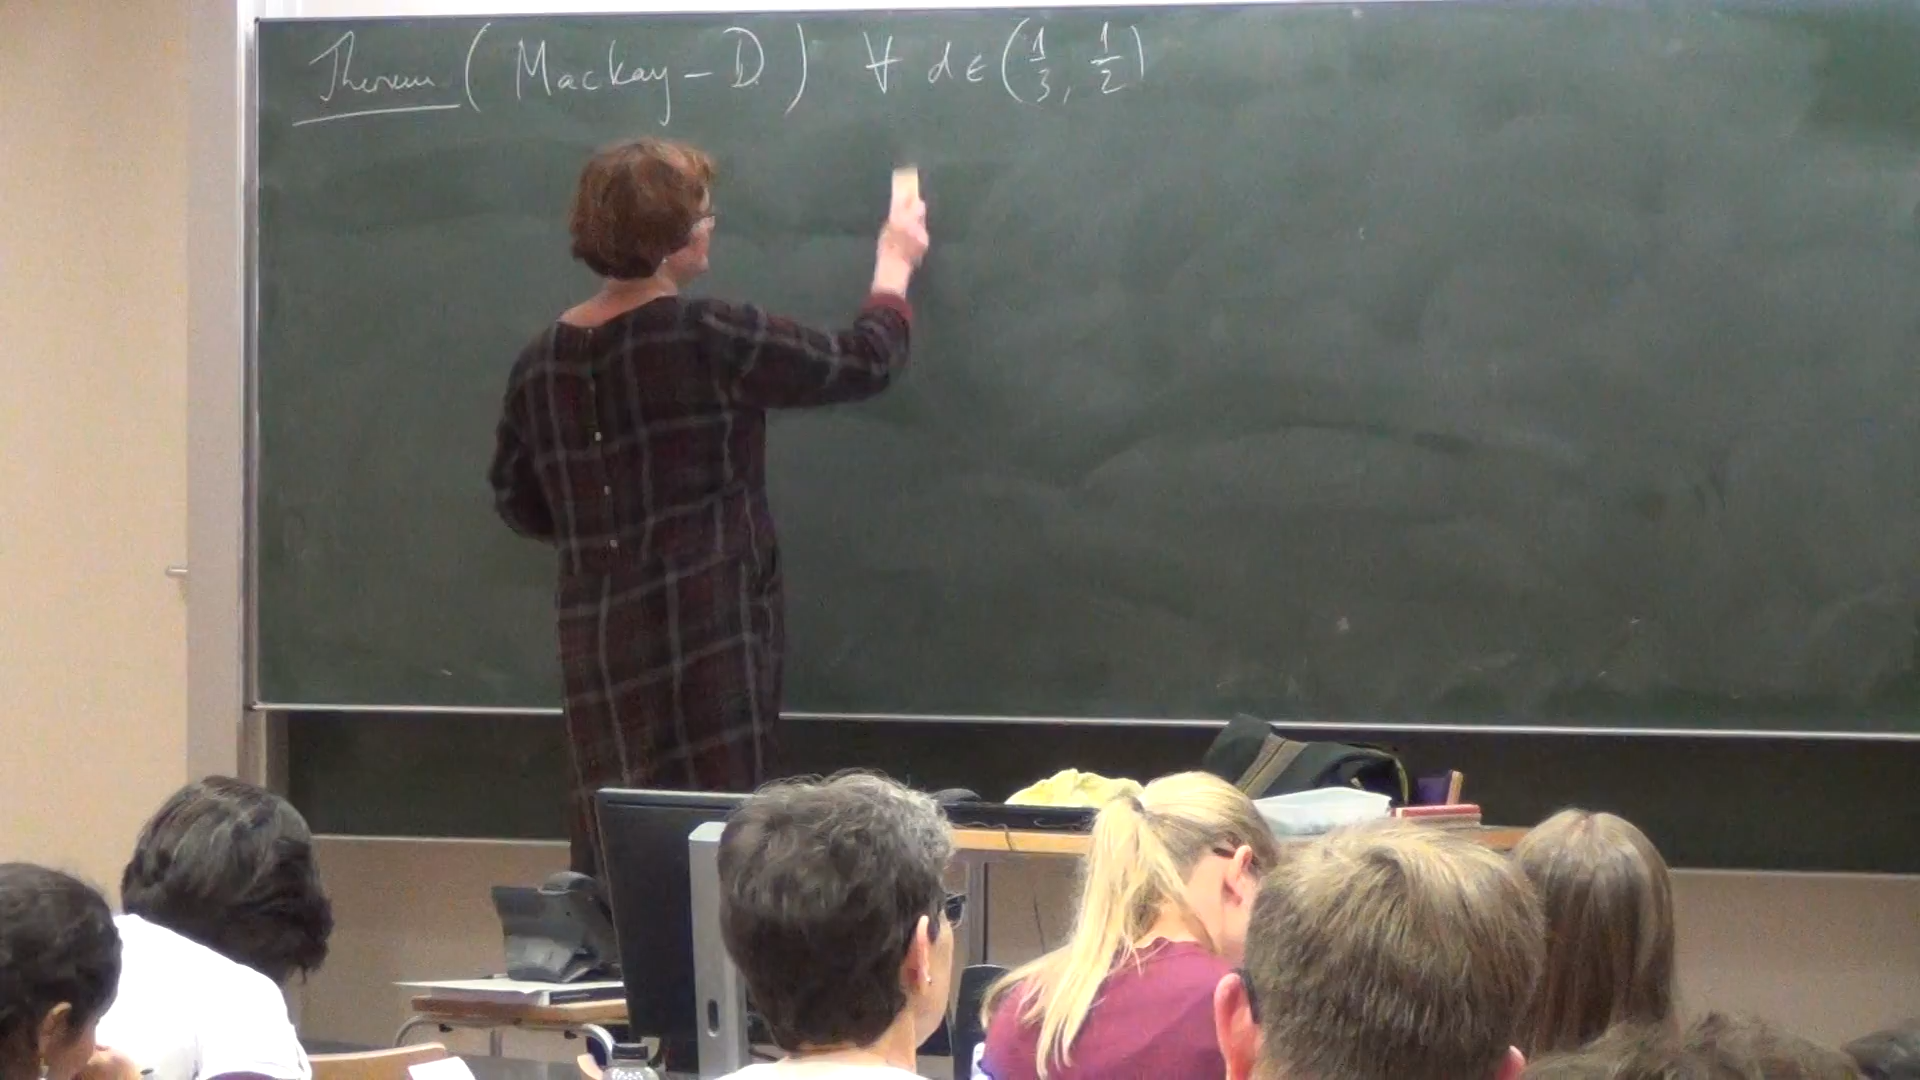 Theorem (Mackay - D.) ∀ d ∈ (1/3, 1/2)